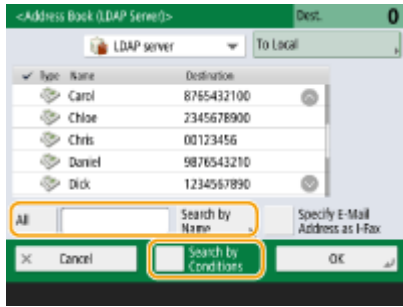 <Address Book (LDAP Server)>
Dest. 0
LDAP server
To Local
Type Name Destination
Carol 8765432100
Chloe 2345678900
Chris 00123456
Daniel 9876543210
Dick 1234567890
All
Search by
Name
Specify E-Mail
Address as I-Fax
Cancel
Search by
Conditions
OK